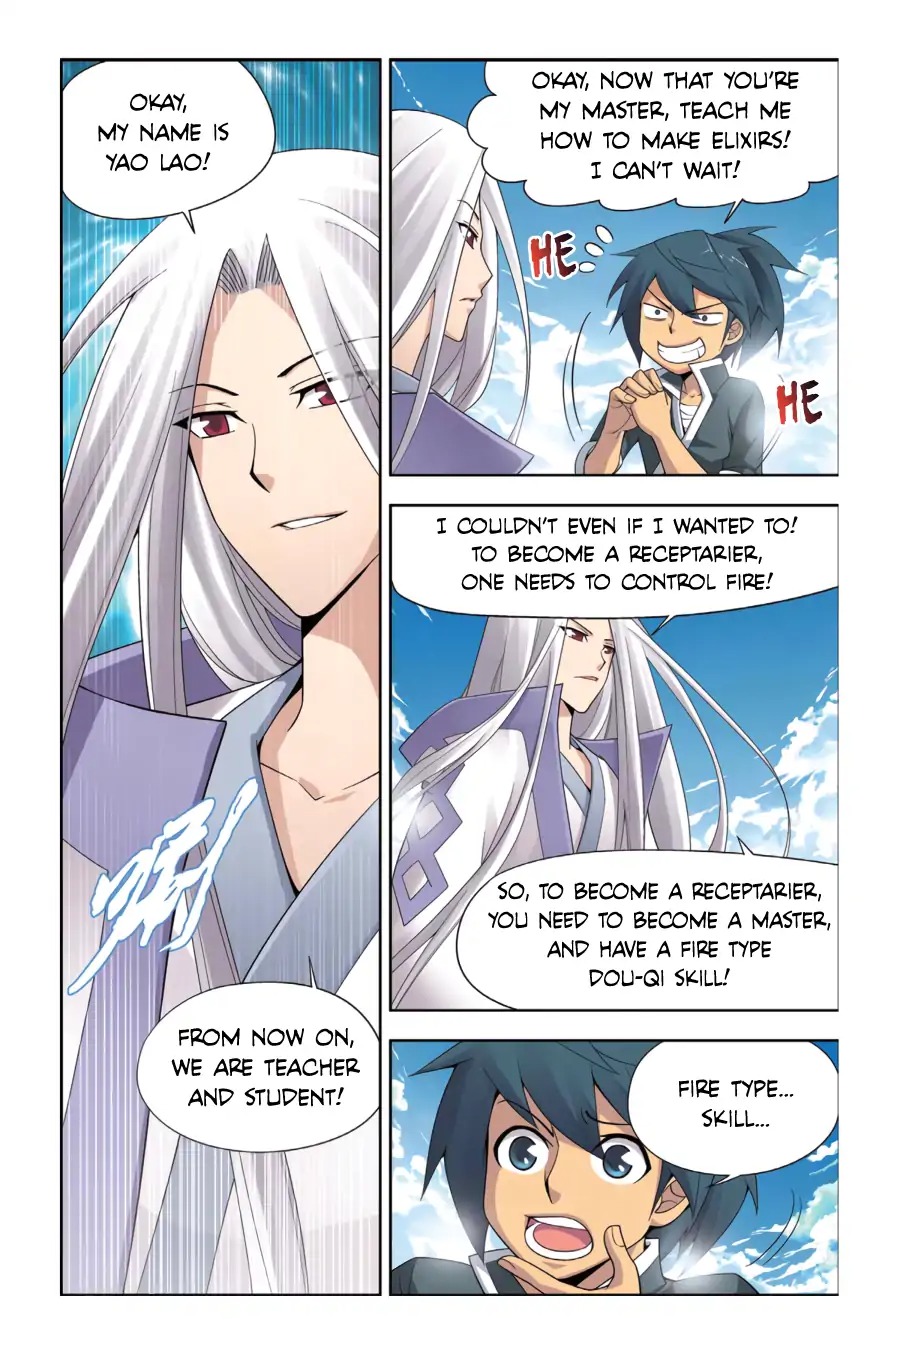 OKAY,
MY NAME IS
YAO LAO!
FROM NOW ON,
WE ARE TEACHER
AND STUDENT!
OKAY, NOW THAT YOU'RE
MY MASTER, TEACH ME
HOW TO MAKE ELIXIRS!
I CAN'T WAIT!
HE
HE
I COULDN'T EVEN IF I WANTED TO!
TO BECOME A RECEPTARIER,
ONE NEEDS TO CONTROL FIRE!
SO, TO BECOME A RECEPTARIER,
YOU NEED TO BECOME A MASTER,
AND HAVE A FIRE TYPE
DOU-QI SKILL!
FIRE TYPE...
SKILL...